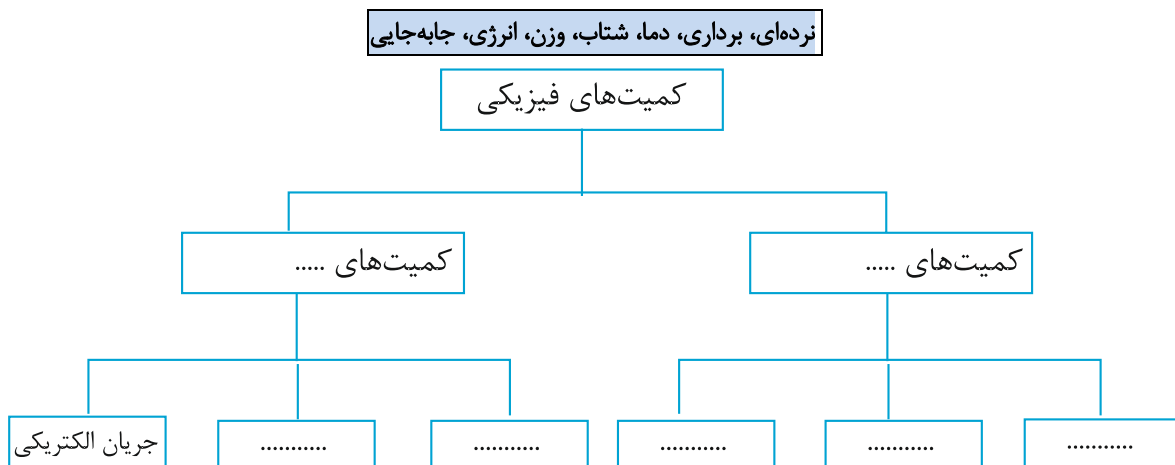 نرده‌ای، برداری، دما، شتاب، وزن، انرژی، جابه‌جایی
کمیت‌های فیزیکی
کمیت‌های .....
کمیت‌های .....
...........
...........
...........
...........
...........
جریان الکتریکی